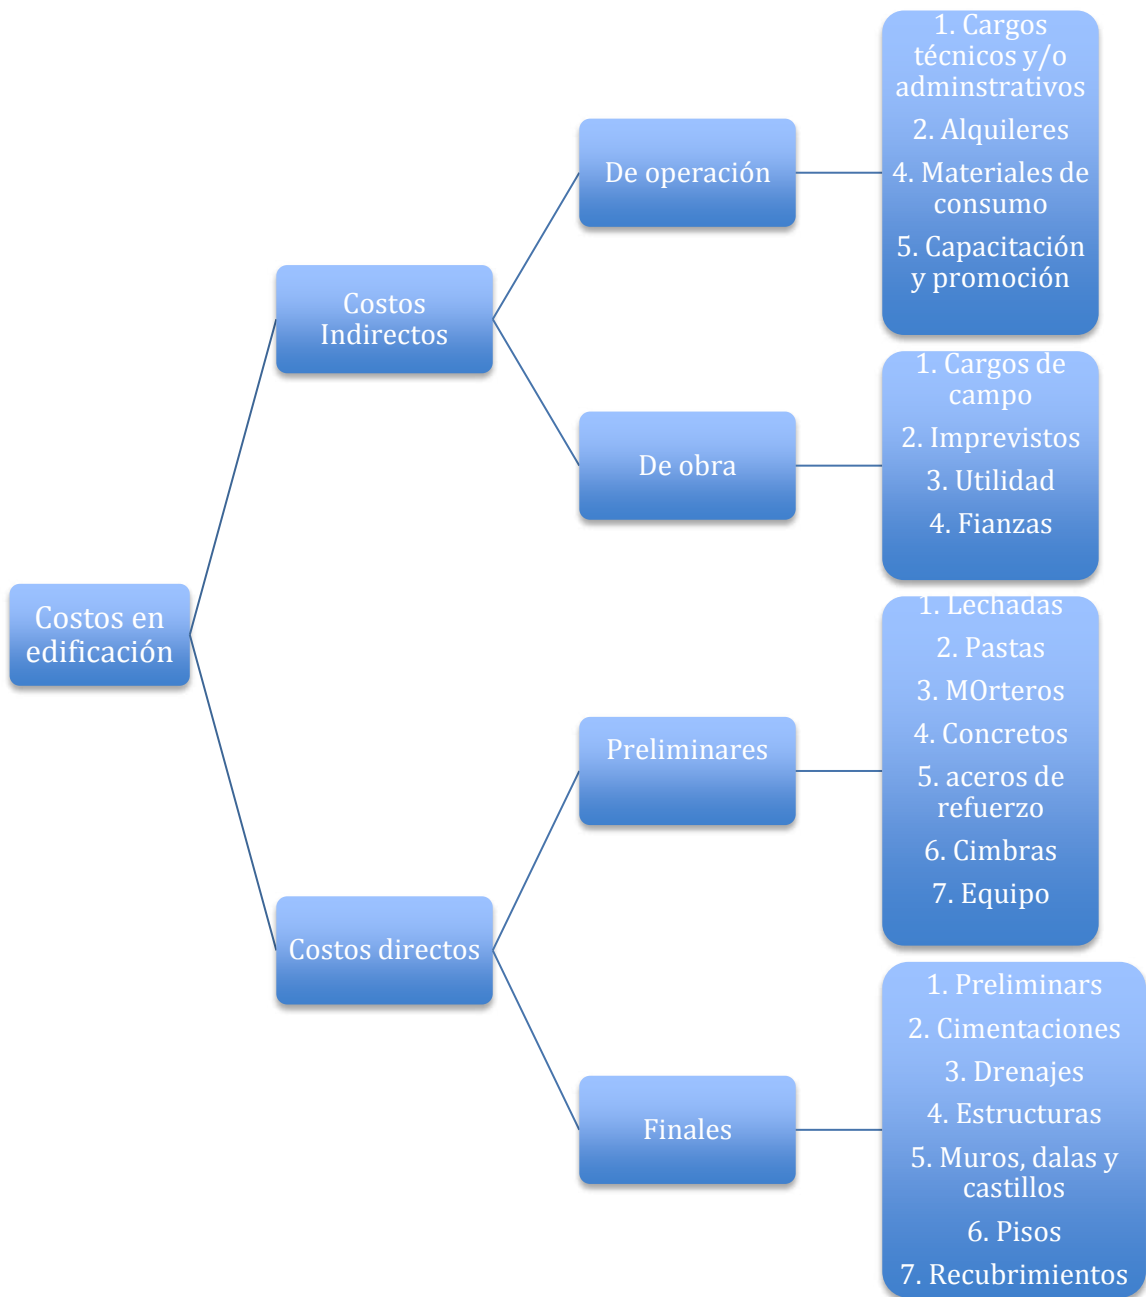 Costos en
edificación
Costos
Indirectos
De operación
1. Cargos
técnicos y/o
adminstrativos
2. Alquileres
4. Materiales de
consumo
5. Capacitación
y promoción
De obra
1. Cargos de
campo
2. Imprevistos
3. Utilidad
4. Fianzas
Costos directos
Preliminares
1. Lechadas
2. Pastas
3. MOrteros
4. Concretos
5. aceros de
refuerzo
6. Cimbras
7. Equipo
Finales
1. Preliminars
2. Cimentaciones
3. Drenajes
4. Estructuras
5. Muros, dalas y
castillos
6. Pisos
7. Recubrimientos